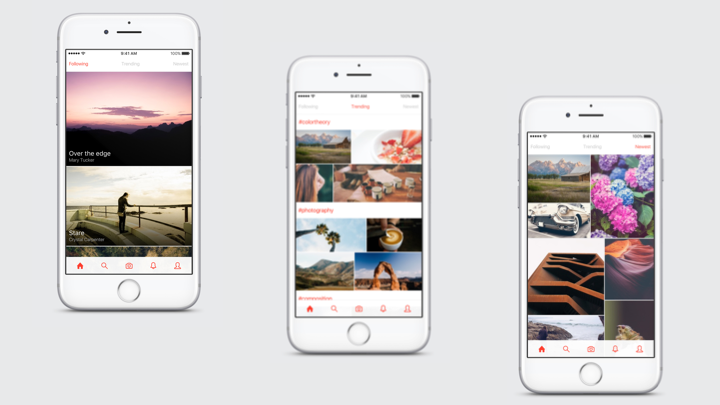 9:41 AM 100%
Following Trending Newest
Over the edge
Mary Tucker
Stare
Crystal Carpenter
9:41 AM 100%
Following Trending Newest
#colortheory
#photography
9:41 AM 100%
Following Trending Newest